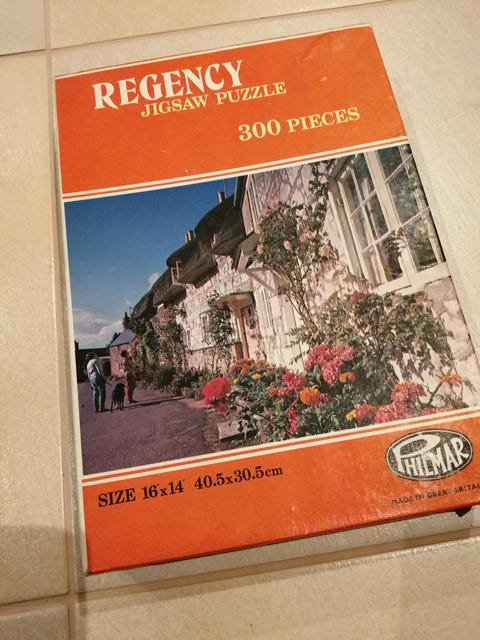 REGENCY
JIGSAW PUZZLE
300 PIECES
SIZE 16"x14" 40.5x30.5cm
PHILMAR
MADE IN GREAT BRITAIN